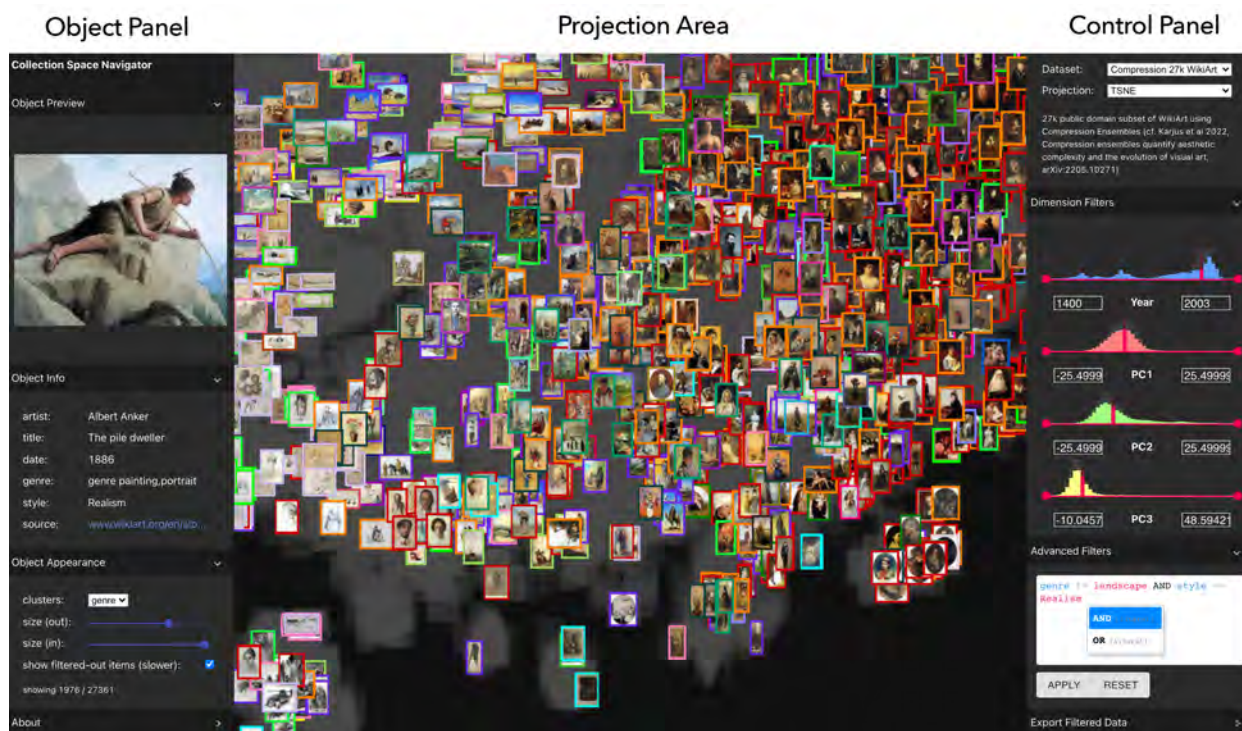 Object Panel
Projection Area
Control Panel
Collection Space Navigator
Object Preview
Object Info
artist: Albert Anker
title: The pile dweller
date: 1886
genre: genre painting,portrait
style: Realism
source:
Object Appearance
clusters: genre
size (out):
size (in):
show filtered-out items (slower):
showing 1976 / 27361
About
Dataset: Compression 27k WikiArt
Projection: TSNE
27k public domain subset of WikiArt using
Compression Ensembles (cf. Karjus et al 2022,
Compression ensembles quantify aesthetic
complexity and the evolution of visual art,
arXiv:2205.10271)
Dimension Filters
1400 Year 2003
-25.4999 PC1 25.49999
-25.4999 PC2 25.49999
-10.0457 PC3 48.59421
Advanced Filters
genre != landscape AND style ==
Realism
AND
OR
APPLY RESET
Export Filtered Data